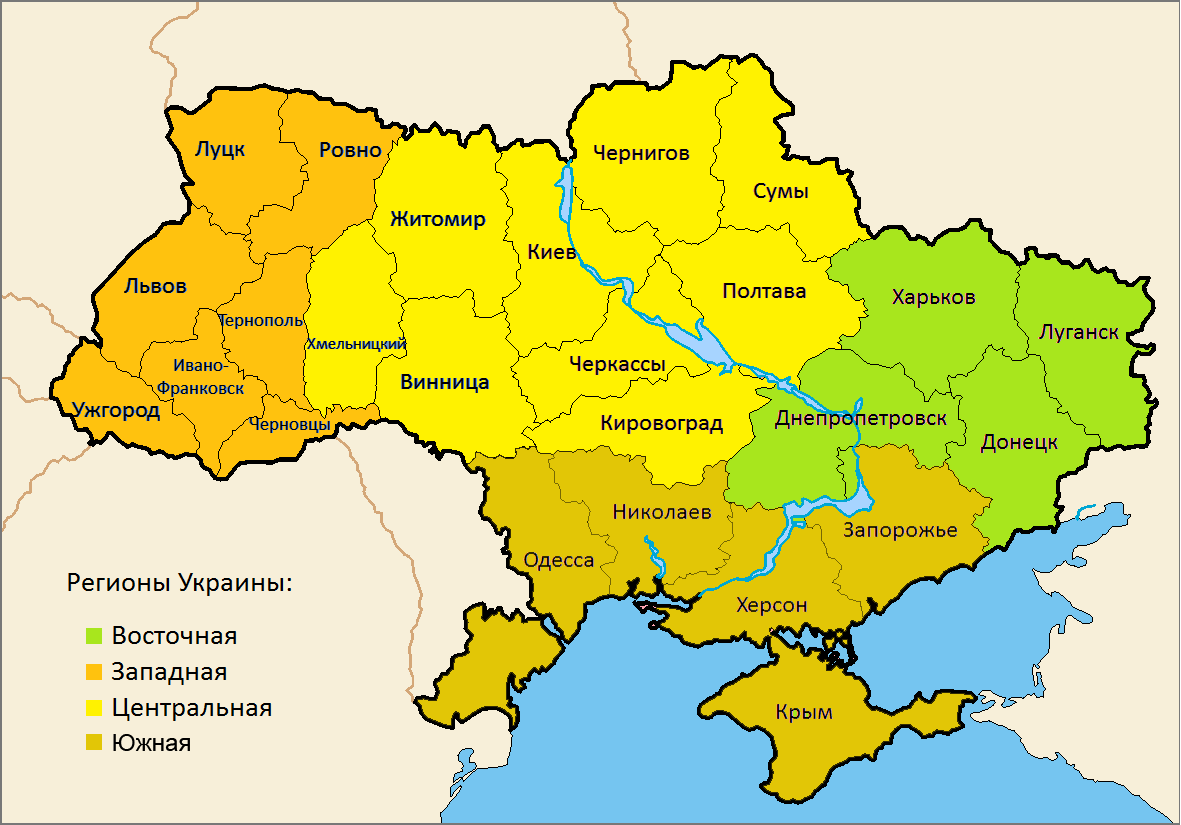 Луцк
Ровно
Чернигов
Сумы
Житомир
Киев
Львов
Полтава
Харьков
Тернополь
Луганск
Хмельницкий
Ивано-
Франковск
Черкассы
Винница
Ужгород
Черновцы
Кировоград
Днепропетровск
Донецк
Николаев
Запорожье
Одесса
Херсон
Крым
Регионы Украины:
Восточная
Западная
Центральная
Южная